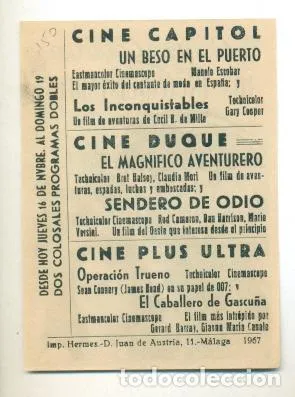 150
DESDE HOY JUEVES 16 DE NVBRE. AL DOMINGO 19
DOS COLOSALES PROGRAMAS DOBLES
CINE CAPITOL
UN BESO EN EL PUERTO
Eastmancolor Cinemascope Manolo Escobar
El mayor éxito del cantante de moda en España; y
Los Inconquistables Technicolor
Gary Cooper
Un film de aventuras de Cecil B. de Mille
CINE DUQUE
EL MAGNIFICO AVENTURERO
Technicolor Bret Halsey, Claudia Mori Un film de aven-
turas, espadas, luchas y emboscadas; y
SENDERO DE ODIO
Technicolor Cinemascope Rod Cameron, Dan Harrison, Mario
Versini. Un film del Oeste que interesa desde el principio
CINE PLUS ULTRA
Operación Trueno Technicolor Cinemascope
Sean Connery (James Bond) en su papel de 007; y
El Caballero de Gascuña
Eastmancolor Cinemascope El film más intrépido por
Gerard Barray, Gianna María Canale
Imp. Hermes.-D. Juan de Austria, 11.-Málaga 1967
todocoleccion.net